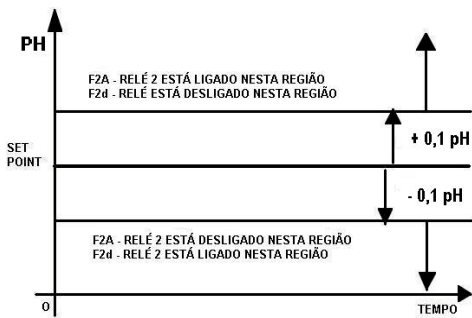 PH
F2A - RELÉ 2 ESTÁ LIGADO NESTA REGIÃO
F2d - RELÉ ESTÁ DESLIGADO NESTA REGIÃO
SET
POINT
+ 0,1 pH
- 0,1 pH
F2A - RELÉ 2 ESTÁ DESLIGADO NESTA REGIÃO
F2d - RELÉ 2 ESTÁ LIGADO NESTA REGIÃO
O
TEMPO